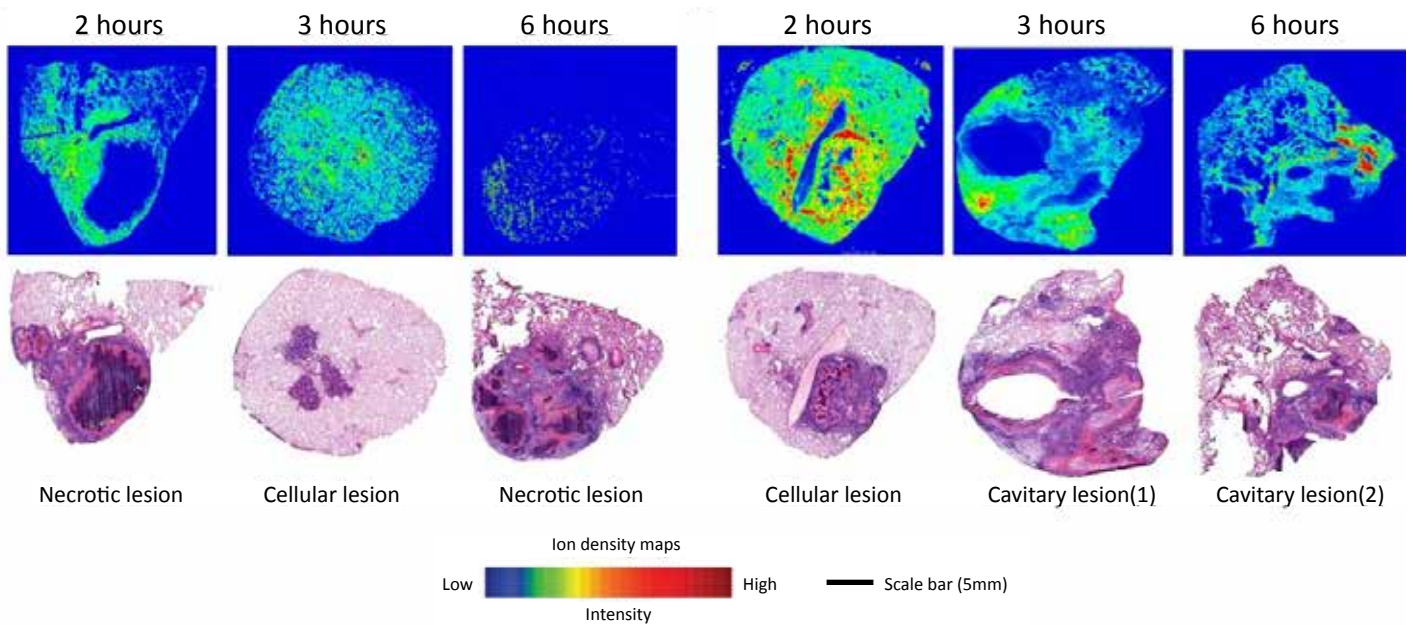 2 hours
3 hours
6 hours
2 hours
3 hours
6 hours
Necrotic lesion
Cellular lesion
Necrotic lesion
Cellular lesion
Cavitary lesion(1)
Cavitary lesion(2)
Ion density maps
Low
High
Scale bar (5mm)
Intensity